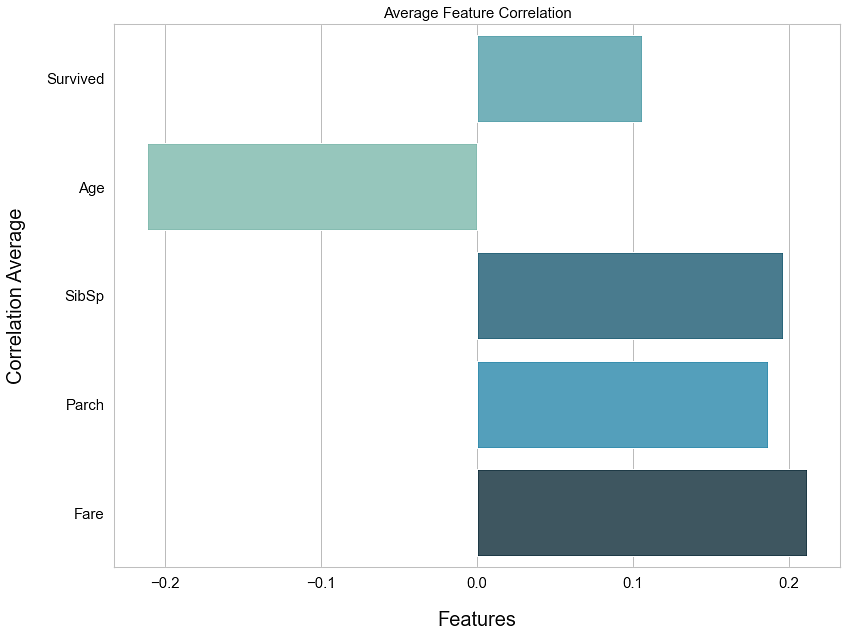 Average Feature Correlation
Survived
Age
SibSp
Parch
Fare
Correlation Average
−0.2
−0.1
0.0
0.1
0.2
Features